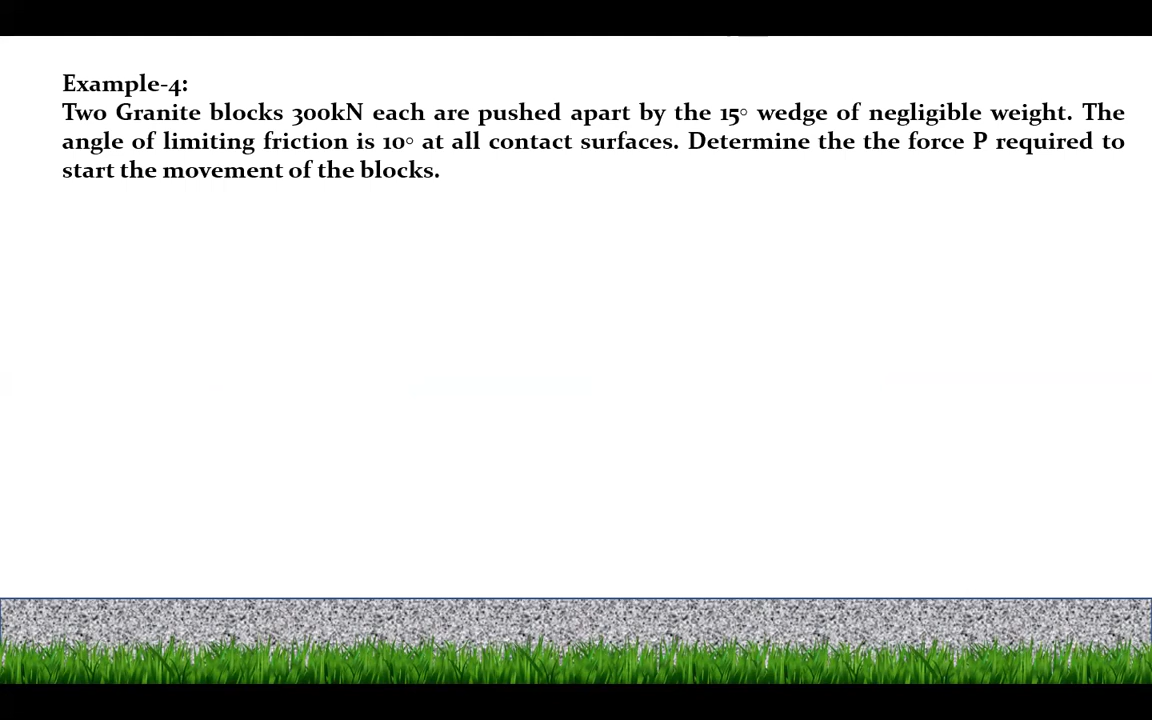 Example-4:
Two Granite blocks 300kN each are pushed apart by the 15° wedge of negligible weight. The
angle of limiting friction is 10° at all contact surfaces. Determine the the force P required to
start the movement of the blocks.